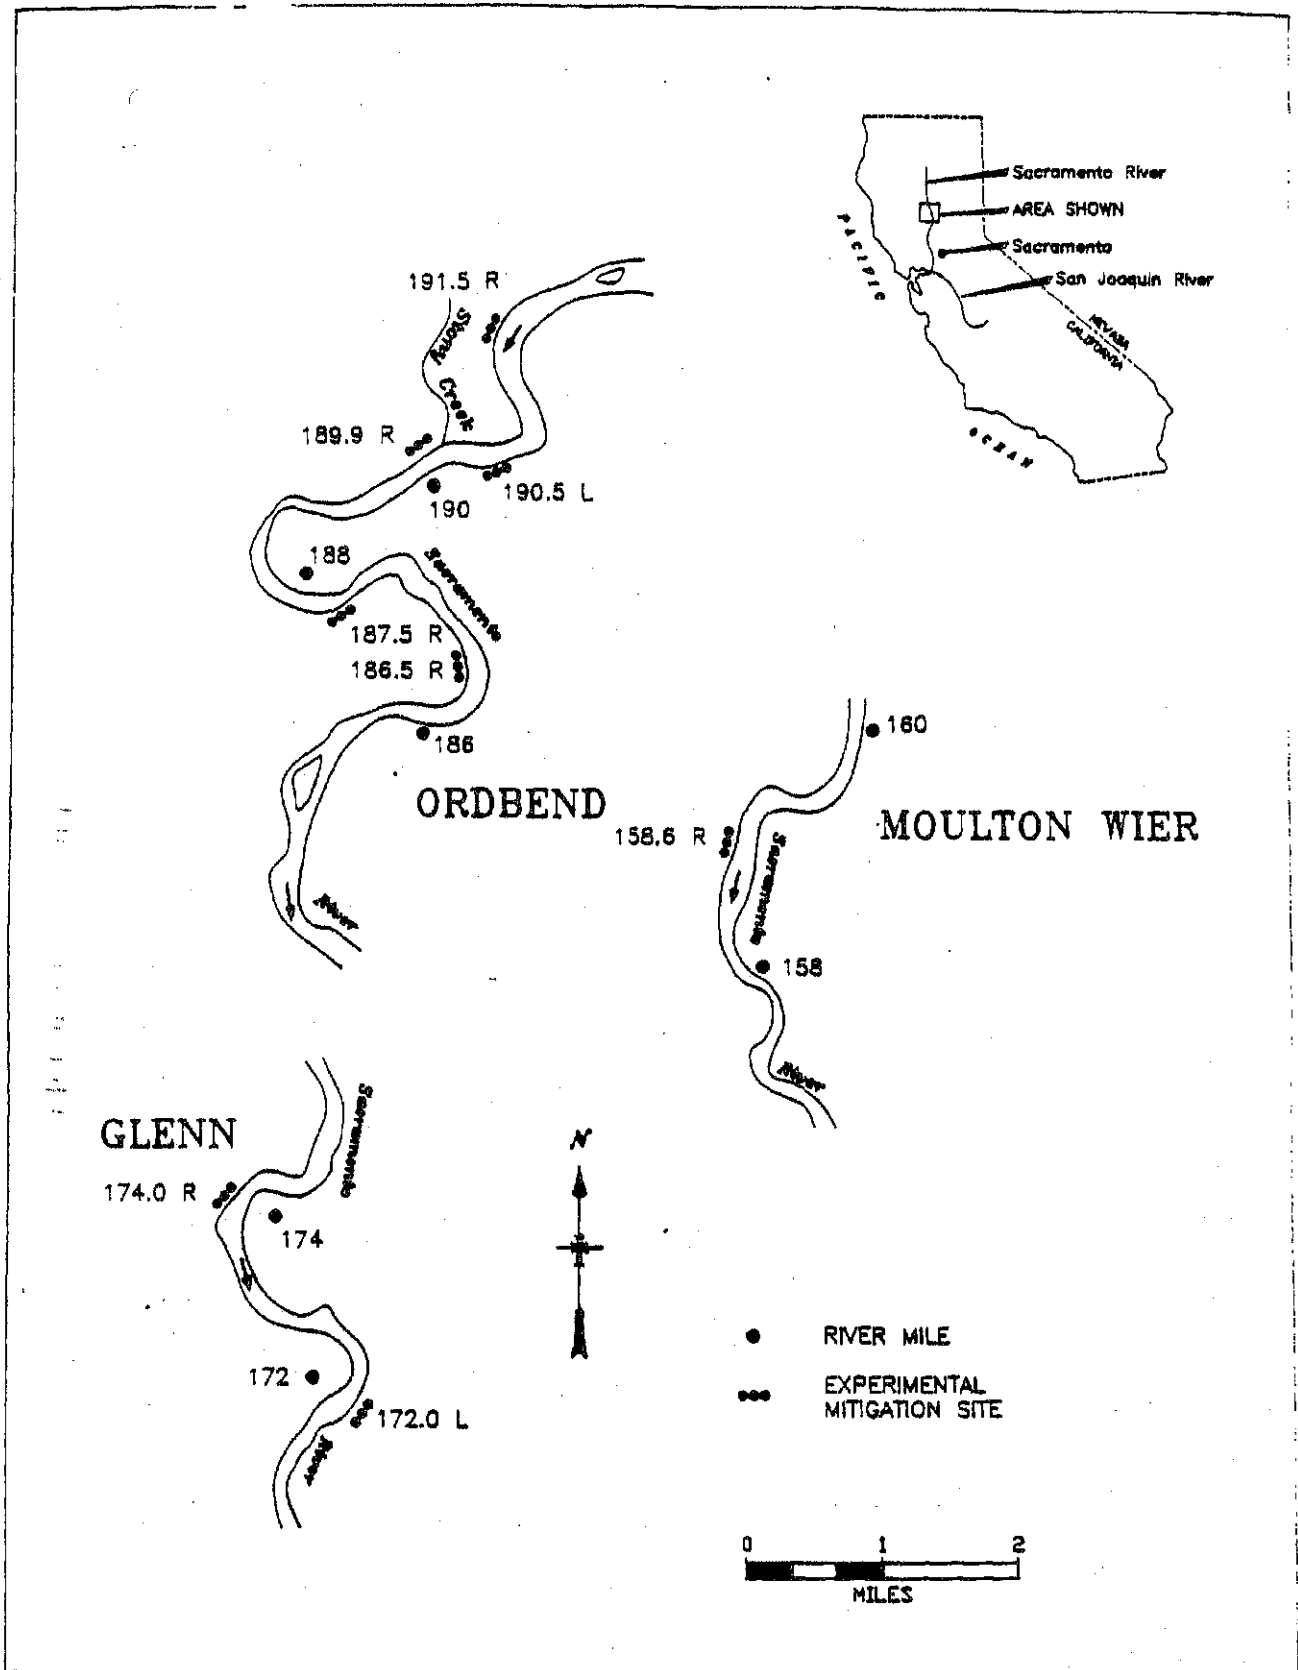 Sacramento River
AREA SHOWN
Sacramento
San Joaquin River
PACIFIC
OCEAN
NEVADA
CALIFORNIA
191.5 R
Stony
Creek
189.9 R
190.5 L
190
188
Sacramento
187.5 R
186.5 R
186
ORDBEND
River
160
MOULTON WIER
158.6 R
Sacramento
158
River
GLENN
Sacramento
174.0 R
174
172
172.0 L
River
N
RIVER MILE
EXPERIMENTAL
MITIGATION SITE
0 1 2
MILES